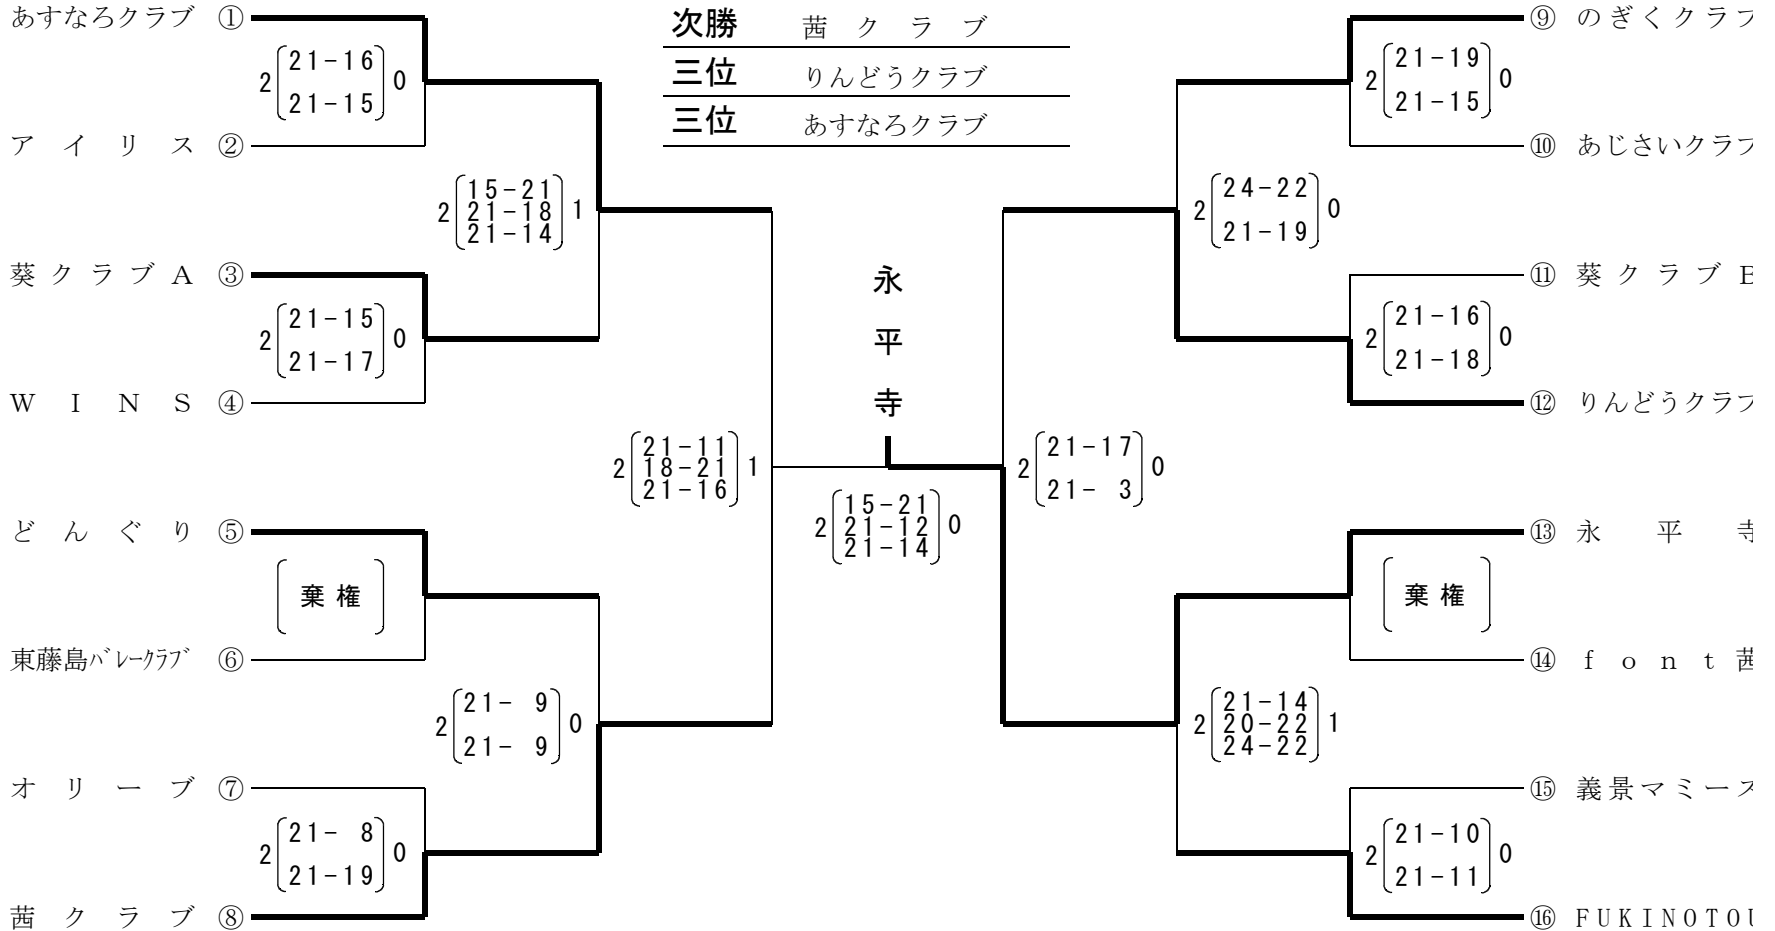 次勝 茜クラブ
三位 りんどうクラブ
三位 あすなろクラブ
あすなろクラブ ①
2 21-16 0
21-15
アイリス ②
2 15-21 1
21-18
21-14
葵クラブA ③
2 21-15 0
21-17
WINS ④
2 21-11 1
18-21
21-16
どんぐり ⑤
棄権
東藤島バレークラブ ⑥
2 21- 9 0
21- 9
オリーブ ⑦
2 21- 8 0
21-19
茜クラブ ⑧
永平寺
2 15-21 0
21-12
21-14
⑨ のぎくクラブ
2 21-19 0
21-15
⑩ あじさいクラブ
2 24-22 0
21-19
⑪ 葵クラブB
2 21-16 0
21-18
⑫ りんどうクラブ
2 21-17 0
21- 3
⑬ 永平寺
棄権
⑭ font茜
2 21-14 1
20-22
24-22
⑮ 義景マミーズ
2 21-10 0
21-11
⑯ FUKINOTOU